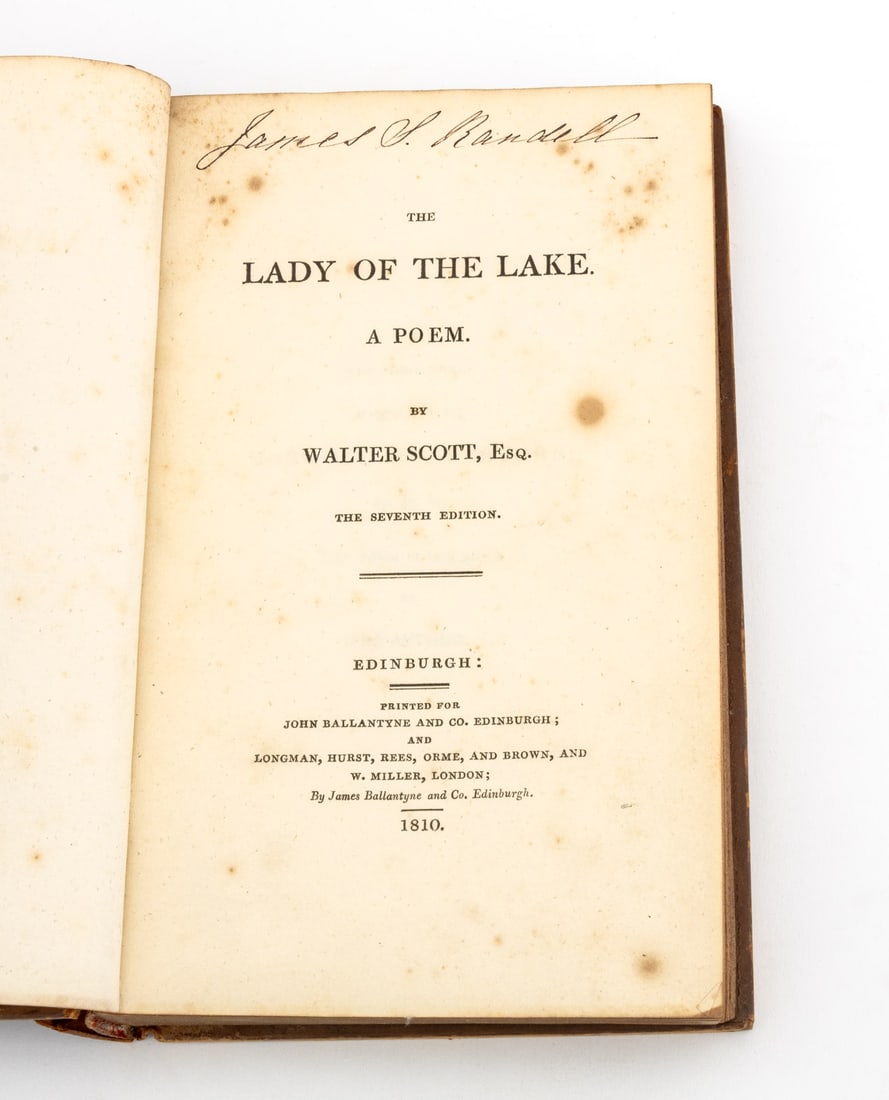 James S. Randell
THE
LADY OF THE LAKE.
A POEM.
BY
WALTER SCOTT, Esq.
THE SEVENTH EDITION.
EDINBURGH:
PRINTED FOR
JOHN BALLANTYNE AND CO. EDINBURGH;
AND
LONGMAN, HURST, REES, ORME, AND BROWN, AND
W. MILLER, LONDON;
By James Ballantyne and Co. Edinburgh.
1810.